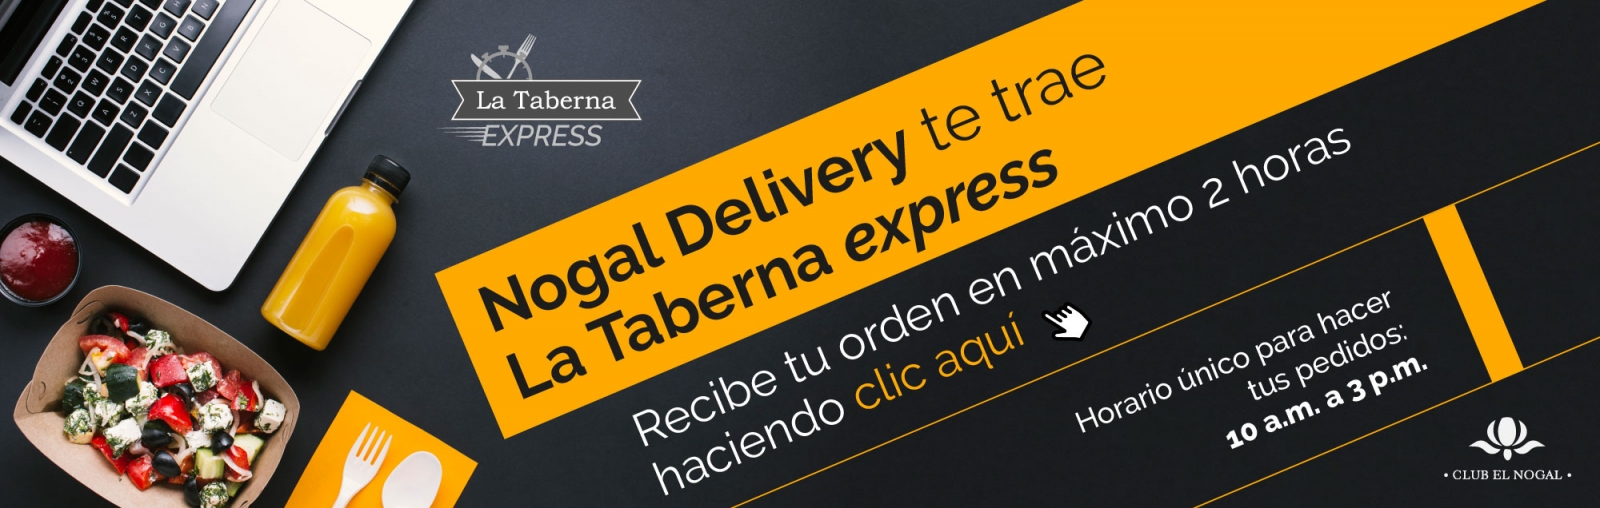 La Taberna
EXPRESS
Nogal Delivery te trae
La Taberna express
Recibe tu orden en máximo 2 horas
haciendo clic aquí
Horario único para hacer
tus pedidos:
10 a.m. a 3 p.m.
• CLUB EL NOGAL •